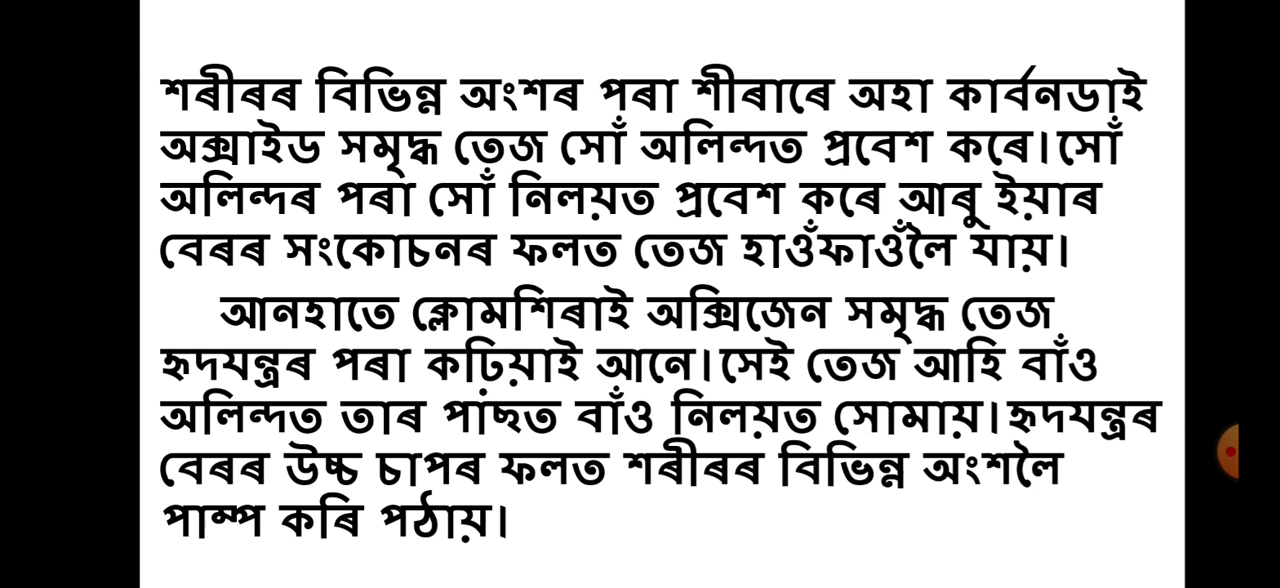 শৰীৰৰ বিভিন্ন অংশৰ পৰা শীৰাৰে অহা কাৰ্বনডাই
অক্সাইড সমৃদ্ধ তেজ সোঁ অলিন্দত প্ৰবেশ কৰে।সোঁ
অলিন্দৰ পৰা সোঁ নিলয়ত প্ৰবেশ কৰে আৰু ইয়াৰ
বেৰৰ সংকোচনৰ ফলত তেজ হাওঁফাওঁলৈ যায়।
আনহাতে ক্লোমশিৰাই অক্সিজেন সমৃদ্ধ তেজ
হৃদযন্ত্ৰৰ পৰা কঢ়িয়াই আনে।সেই তেজ আহি বাঁও
অলিন্দত তাৰ পাছত বাঁও নিলয়ত সোমায়।হৃদযন্ত্ৰৰ
বেৰৰ উচ্চ চাপৰ ফলত শৰীৰৰ বিভিন্ন অংশলৈ
পাম্প কৰি পঠায়।